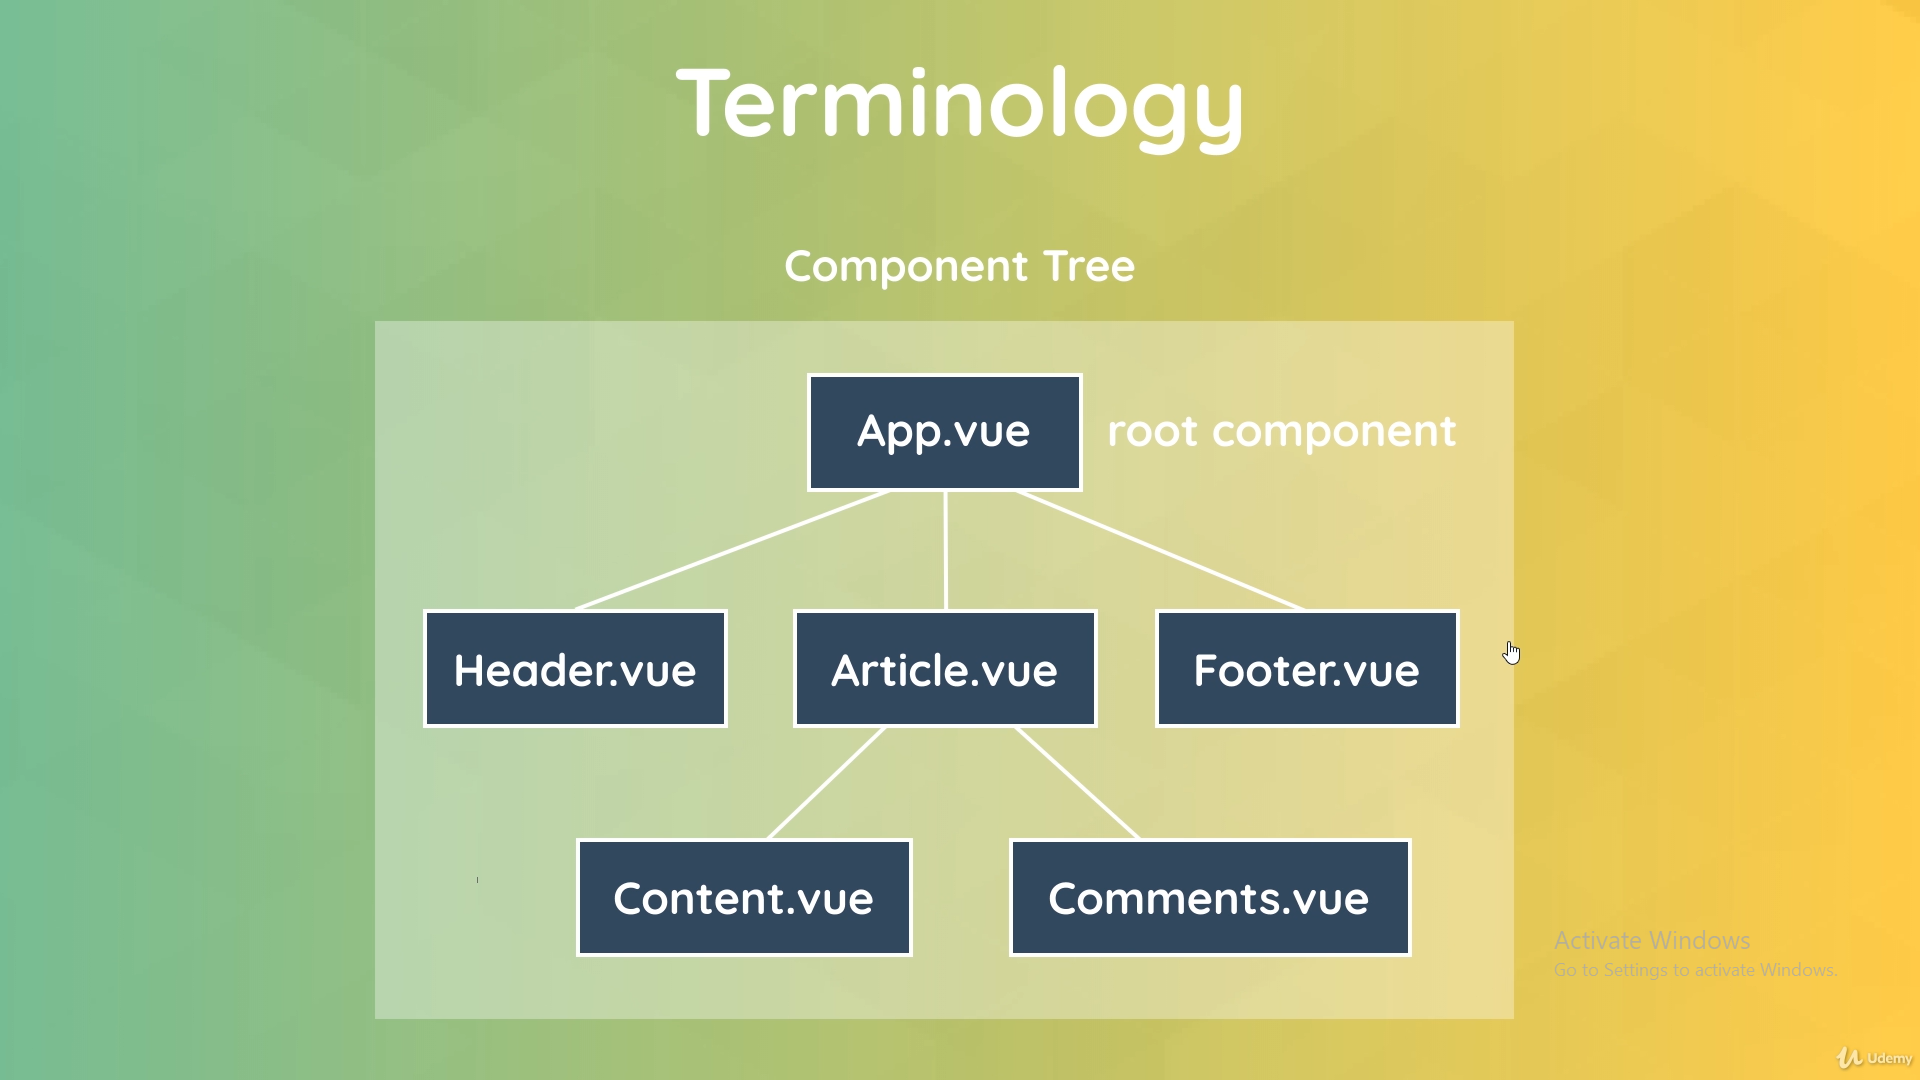 Terminology
Component Tree
App.vue
root component
Header.vue
Article.vue
Footer.vue
Content.vue
Comments.vue
Activate Windows
Go to Settings to activate Windows.
Udemy